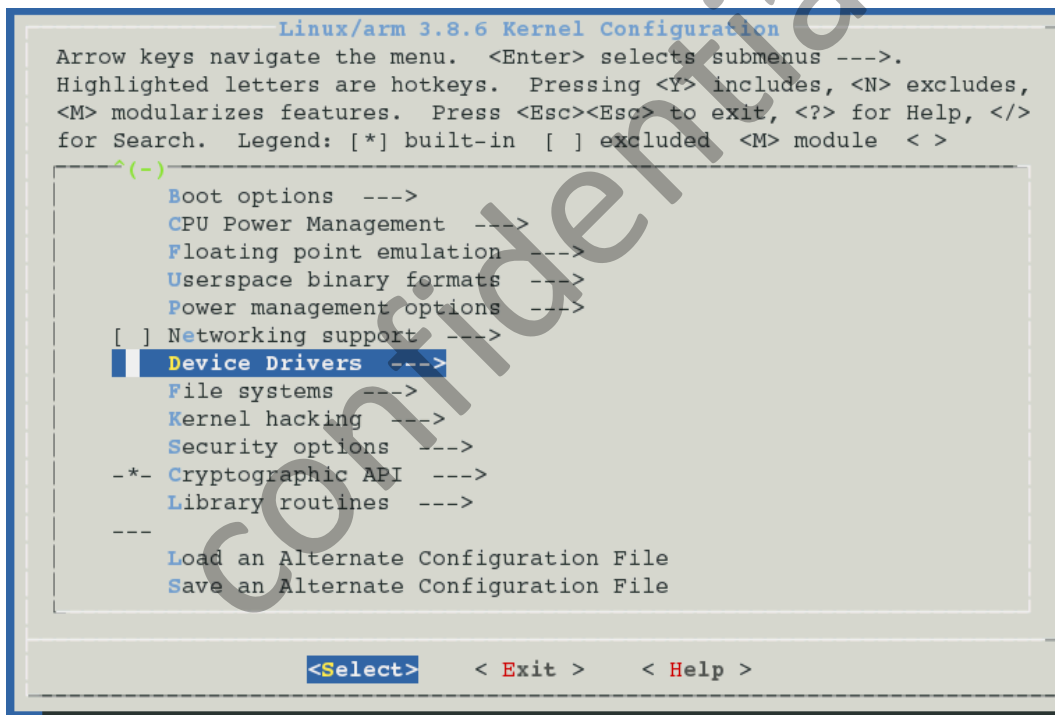 Linux/arm 3.8.6 Kernel Configuration
Arrow keys navigate the menu.  <Enter> selects submenus --->.
Highlighted letters are hotkeys.  Pressing <Y> includes, <N> excludes,
<M> modularizes features.  Press <Esc><Esc> to exit, <?> for Help, </>
for Search.  Legend: [*] built-in  [ ] excluded  <M> module  < >
^(-)
Boot options  --->
CPU Power Management  --->
Floating point emulation  --->
Userspace binary formats  --->
Power management options  --->
[ ] Networking support  --->
Device Drivers  --->
File systems  --->
Kernel hacking  --->
Security options  --->
-*- Cryptographic API  --->
Library routines  --->
---
Load an Alternate Configuration File
Save an Alternate Configuration File
<Select>    < Exit >    < Help >
confidential